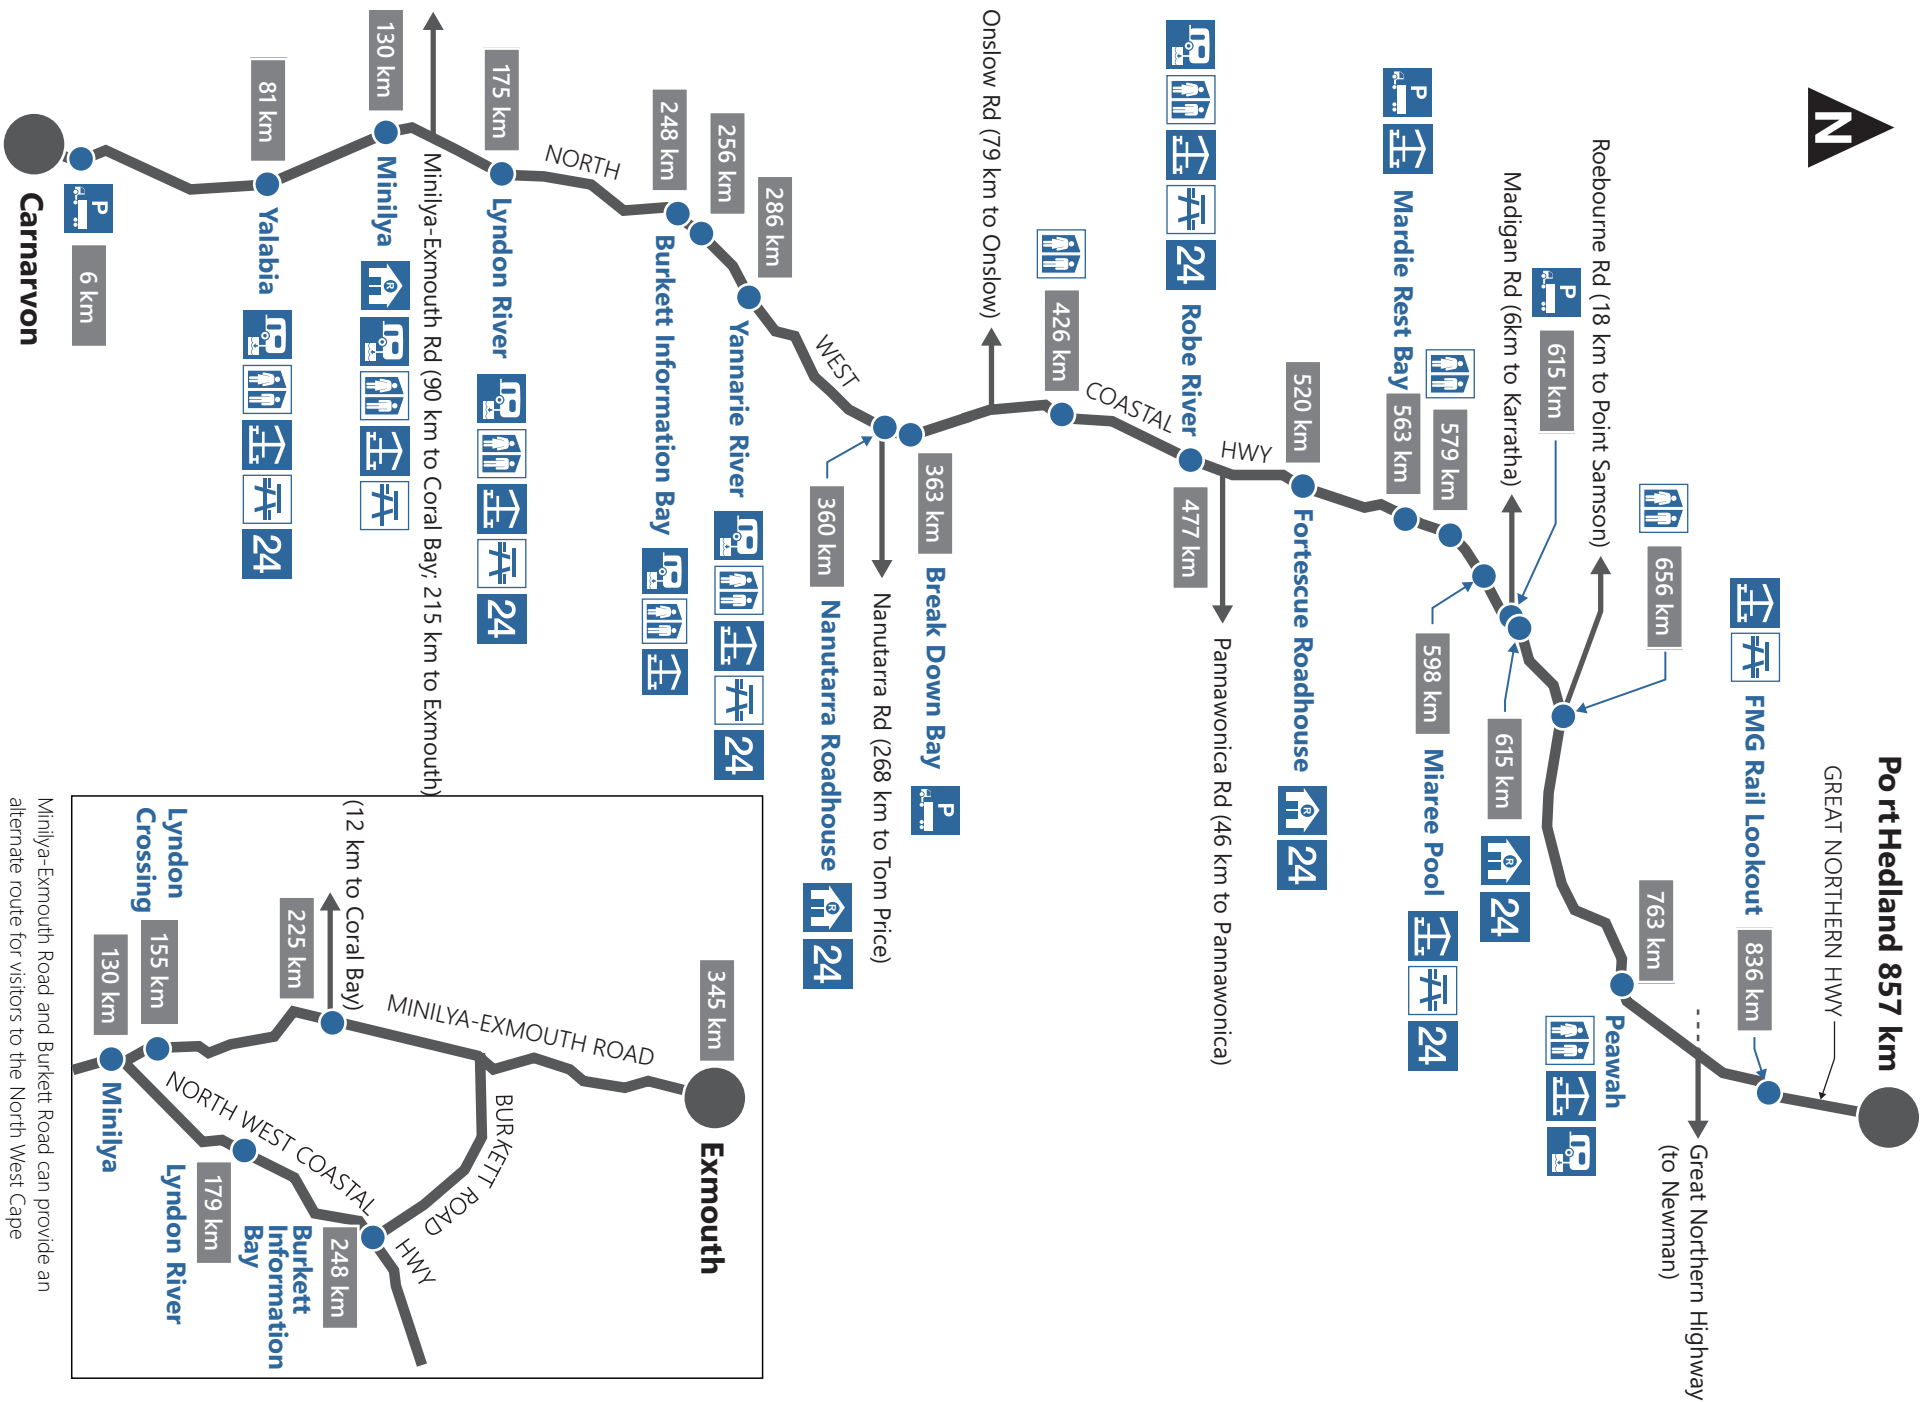 N
Port Hedland 857 km
GREAT NORTHERN HWY
FMG Rail Lookout
836 km
Great Northern Highway
(to Newman)
763 km
Peawah
656 km
Roebourne Rd (18 km to Point Samson)
P
615 km
Madigan Rd (6km to Karratha)
615 km
R
24
598 km
Miaree Pool
24
579 km
P
Mardie Rest Bay
563 km
520 km
Fortescue Roadhouse
R
24
HWY
Pannawonica Rd (46 km to Pannawonica)
24
Robe River
477 km
COASTAL
426 km
Onslow Rd (79 km to Onslow)
363 km
Break Down Bay
P
Nanutarra Rd (268 km to Tom Price)
360 km
Nanutarra Roadhouse
R
24
WEST
286 km
Yannarie River
24
256 km
248 km
Burkett Information Bay
NORTH
175 km
Lyndon River
24
Minilya-Exmouth Rd (90 km to Coral Bay; 215 km to Exmouth)
130 km
Minilya
R
81 km
Yalabia
24
P
6 km
Carnarvon
345 km
Exmouth
MINILYA-EXMOUTH ROAD
BURKETT ROAD
(12 km to Coral Bay)
225 km
248 km
Burkett
Information
Bay
HWY
NORTH WEST COASTAL
179 km
Lyndon River
Lyndon
Crossing
155 km
130 km
Minilya
Minilya-Exmouth Road and Burkett Road can provide an
alternate route for visitors to the North West Cape